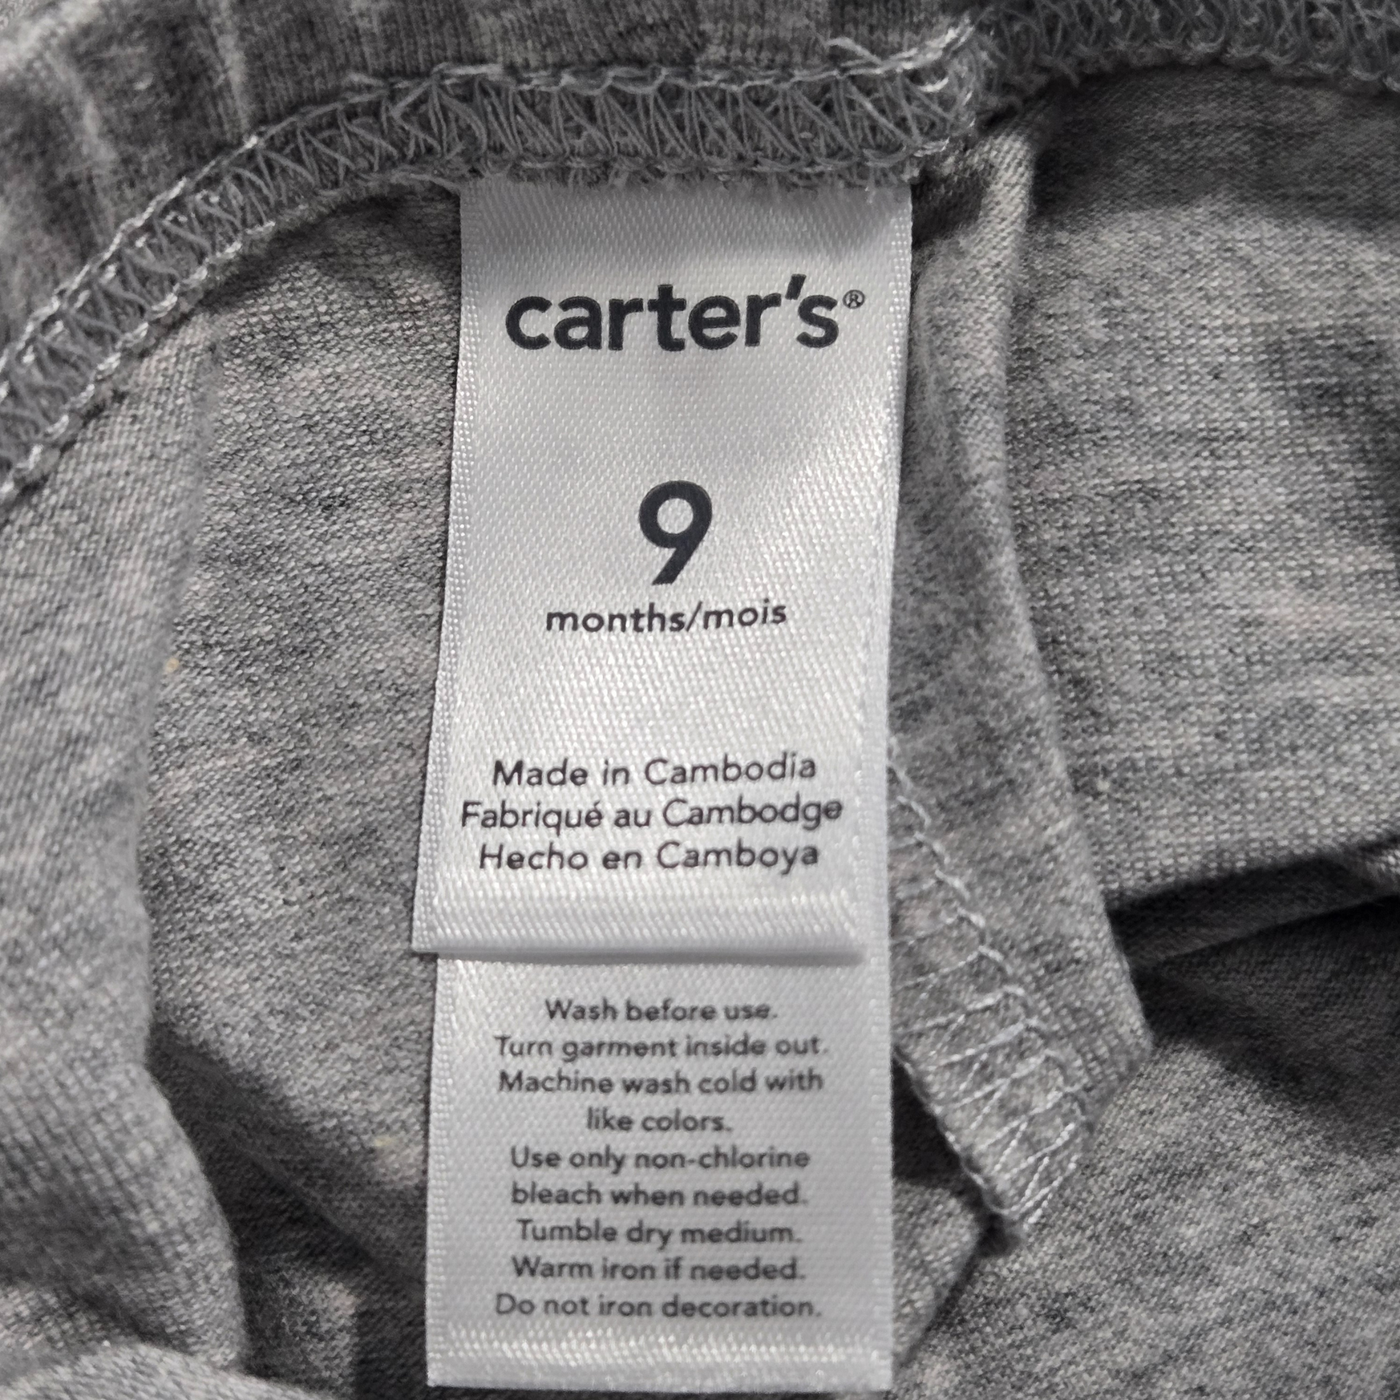 carter's®
9
months/mois
Made in Cambodia
Fabriqué au Cambodge
Hecho en Camboya
Wash before use.
Turn garment inside out.
Machine wash cold with
like colors.
Use only non-chlorine
bleach when needed.
Tumble dry medium.
Warm iron if needed.
Do not iron decoration.